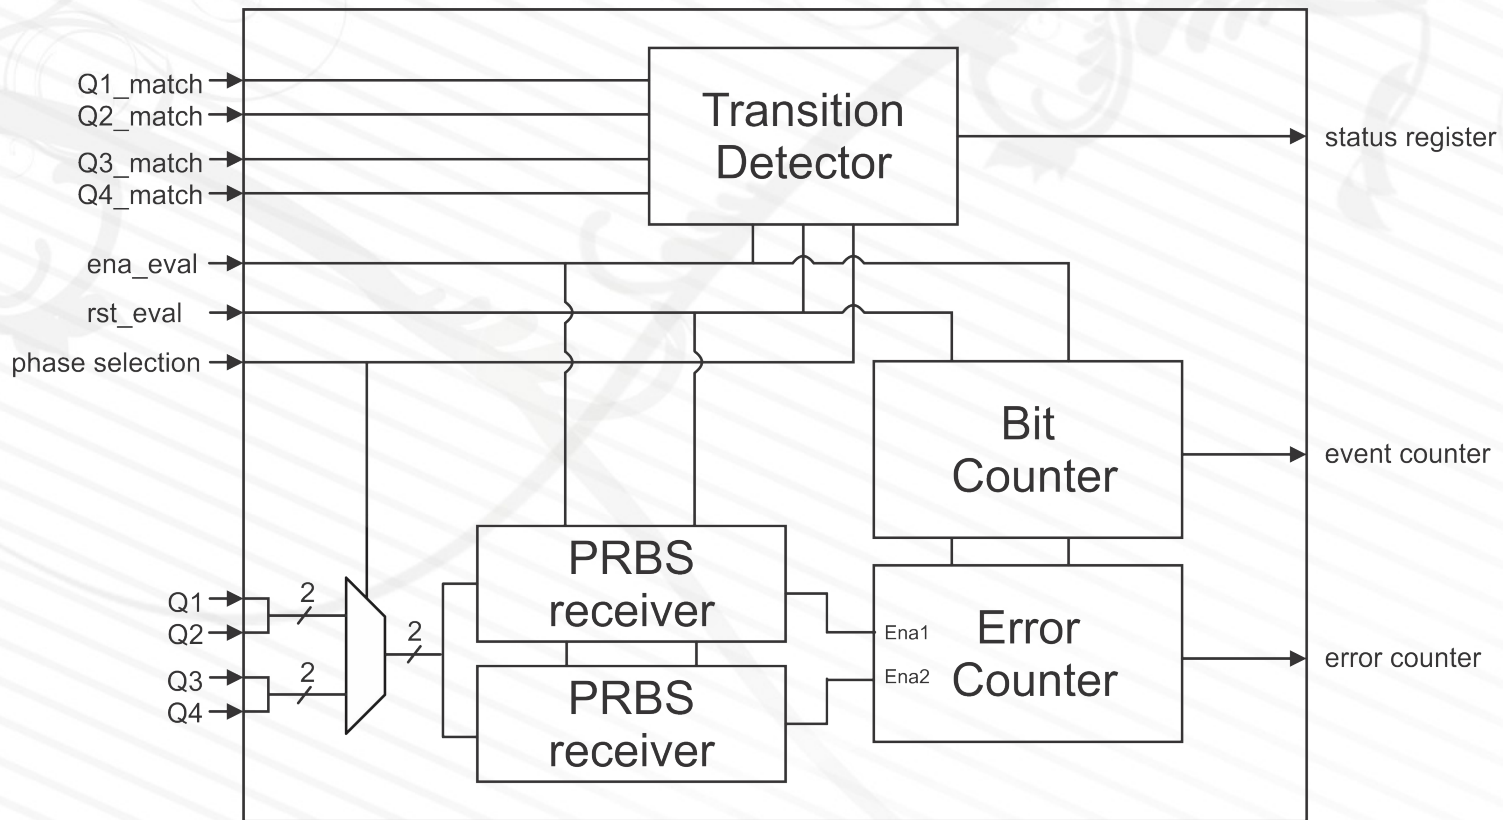 Q1_match
Q2_match
Q3_match
Q4_match
ena_eval
rst_eval
phase selection
Transition
Detector
status register
Bit
Counter
event counter
Q1
Q2
Q3
Q4
2
2
2
PRBS
receiver
PRBS
receiver
Ena1
Ena2
Error
Counter
error counter